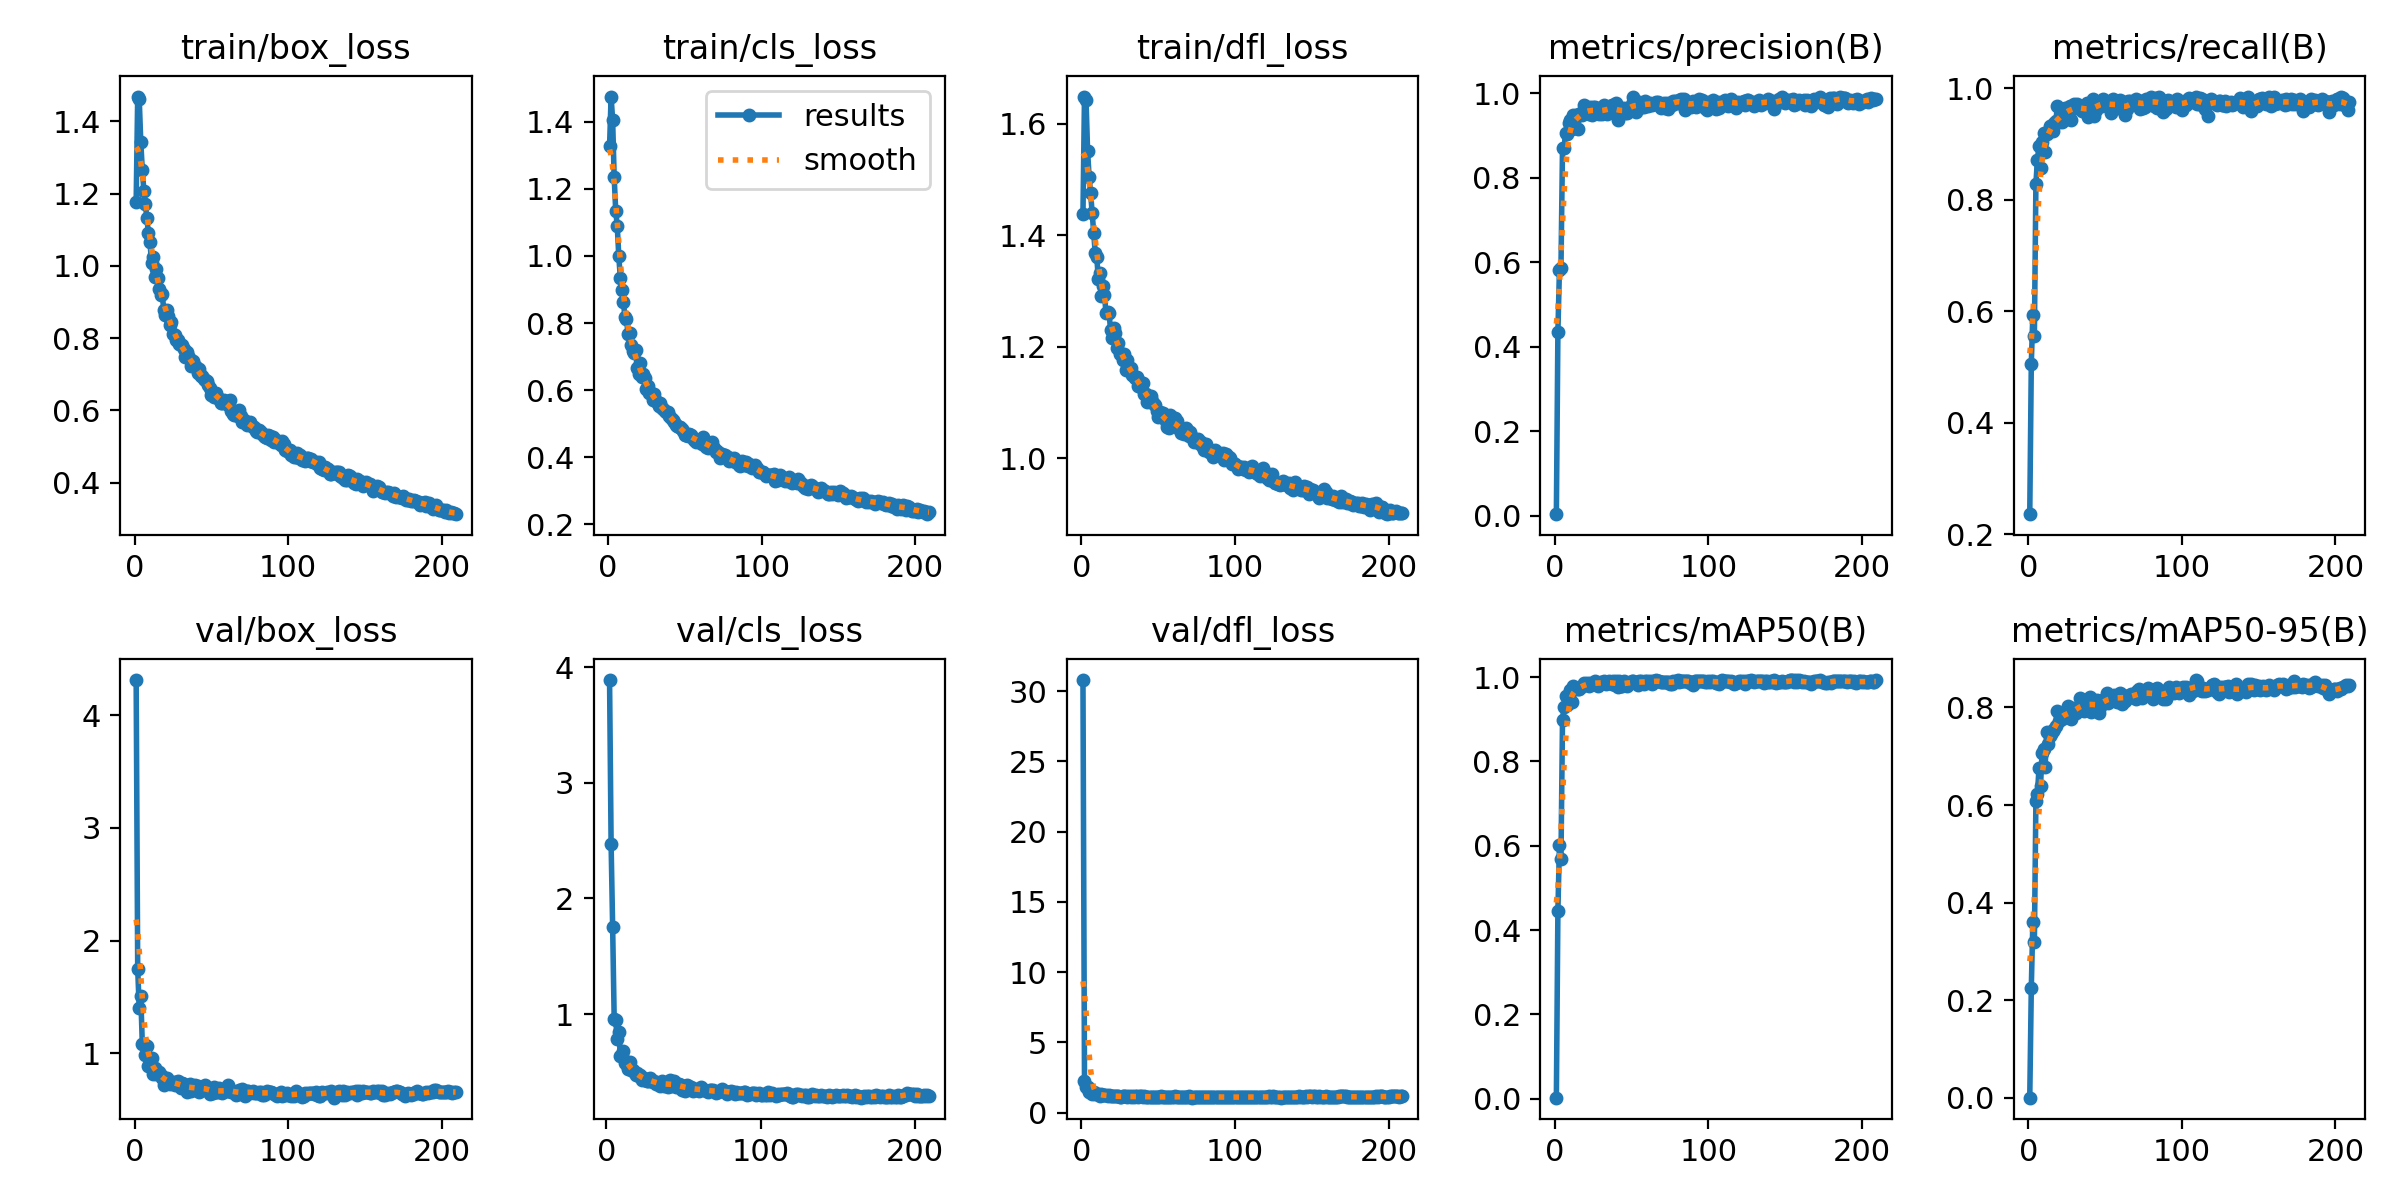 train/box_loss
train/cls_loss
train/dfl_loss
metrics/precision(B)
metrics/recall(B)
1.4
1.2
1.0
0.8
0.6
0.4
0 100 200
results
smooth
1.4
1.2
1.0
0.8
0.6
0.4
0.2
0 100 200
1.6
1.4
1.2
1.0
0 100 200
1.0
0.8
0.6
0.4
0.2
0.0
0 100 200
1.0
0.8
0.6
0.4
0.2
0 100 200
val/box_loss
val/cls_loss
val/dfl_loss
metrics/mAP50(B)
metrics/mAP50-95(B)
4
3
2
1
0 100 200
4
3
2
1
0 100 200
30
25
20
15
10
5
0
0 100 200
1.0
0.8
0.6
0.4
0.2
0.0
0 100 200
0.8
0.6
0.4
0.2
0.0
0 100 200